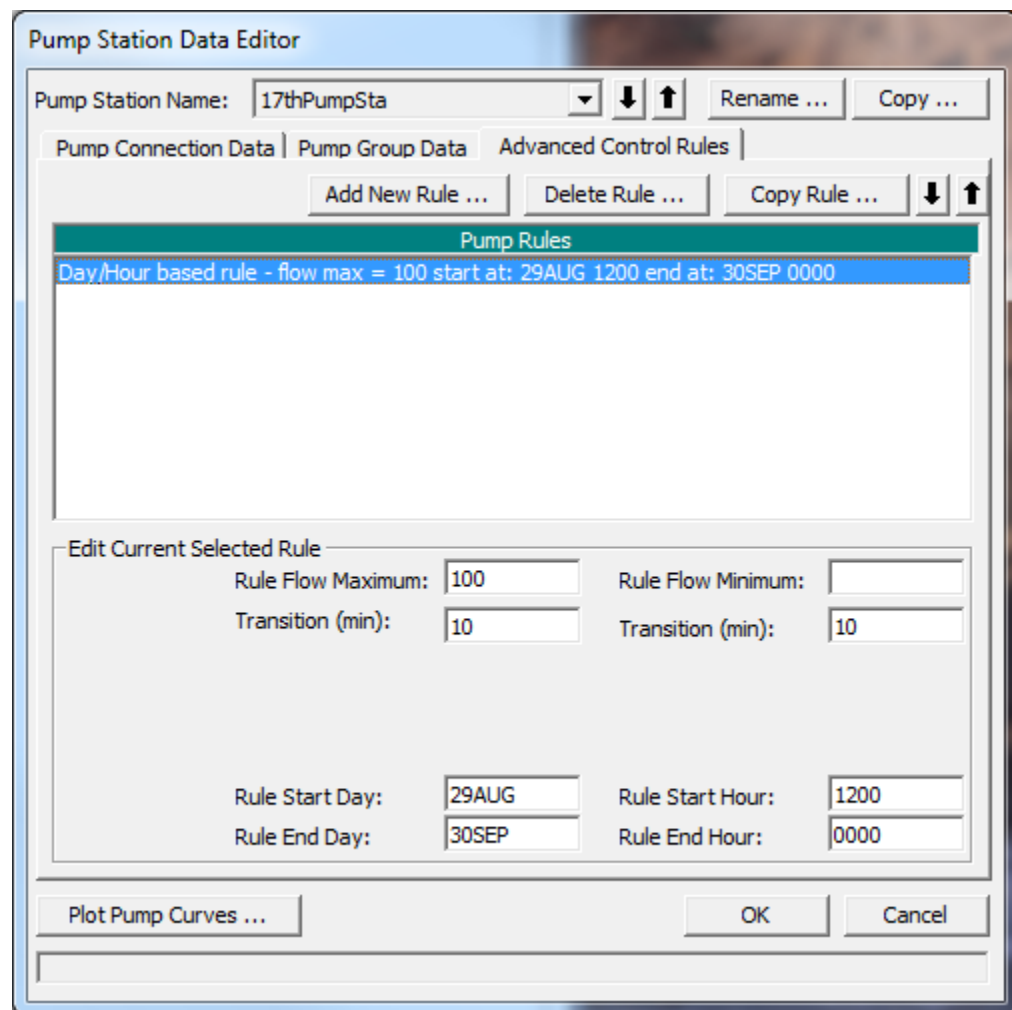 Pump Station Data Editor
Pump Station Name: 17thPumpSta Rename ... Copy ...
Pump Connection Data Pump Group Data Advanced Control Rules
Add New Rule ... Delete Rule ... Copy Rule ...
Pump Rules
Day/Hour based rule - flow max = 100 start at: 29AUG 1200 end at: 30SEP 0000
Edit Current Selected Rule
Rule Flow Maximum: 100 Rule Flow Minimum:
Transition (min): 10 Transition (min): 10
Rule Start Day: 29AUG Rule Start Hour: 1200
Rule End Day: 30SEP Rule End Hour: 0000
Plot Pump Curves ... OK Cancel